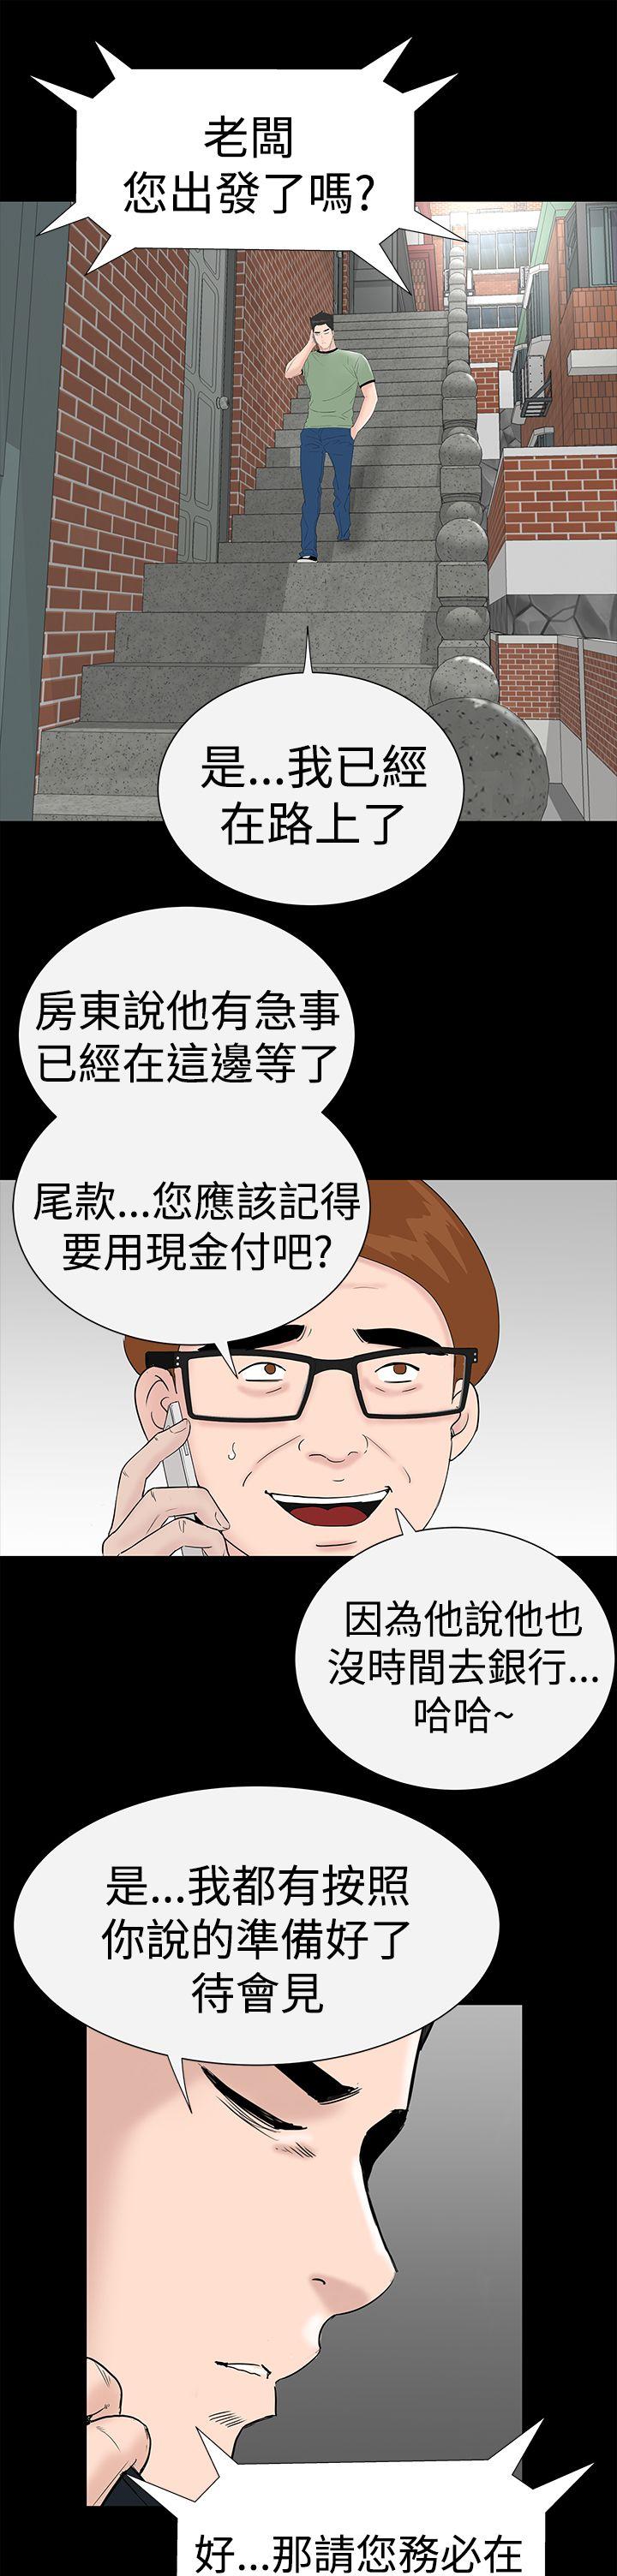 老闆
您出發了嗎?
是...我已經
在路上了
房東說他有急事
已經在這邊等了
尾款...您應該記得
要用現金付吧?
因為他說他也
沒時間去銀行...
哈哈~
是...我都有按照
你說的準備好了
待會見
好...那請您務必在